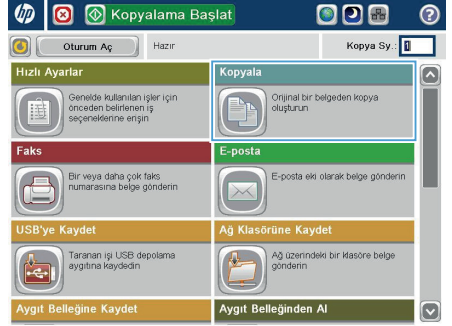 hp
Kopyalama Başlat
?
Oturum Aç
Hazır
Kopya Sy.: 1
Hızlı Ayarlar
Genelde kullanılan işler için
önceden belirlenen iş
seçeneklerine erişin
Kopyala
Orijinal bir belgeden kopya
oluşturun
Faks
Bir veya daha çok faks
numarasına belge gönderin
E-posta
E-posta eki olarak belge gönderin
USB'ye Kaydet
Taranan işi USB depolama
aygıtına kaydedin
Ağ Klasörüne Kaydet
Ağ üzerindeki bir klasöre belge
gönderin
Aygıt Belleğine Kaydet
Aygıt Belleğinden Al